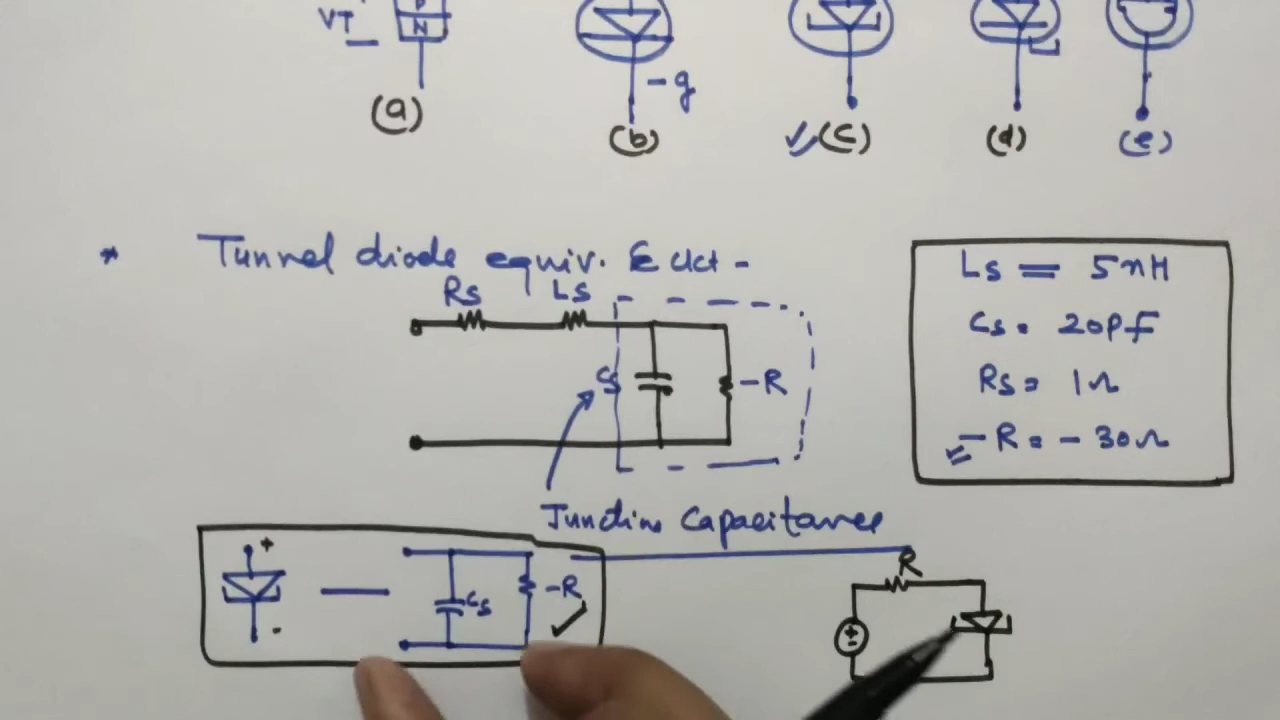 VT
P
N
- g
(a)
(b)
(c)
(d)
(e)
* Tunnel diode equiv. Ckt -
Rs
Ls
Cs
-R
Ls = 5nH
Cs = 20pf
Rs = 1Ω
-R = - 30Ω
Junction Capacitance
+
-
Cs
-R
R
+
-